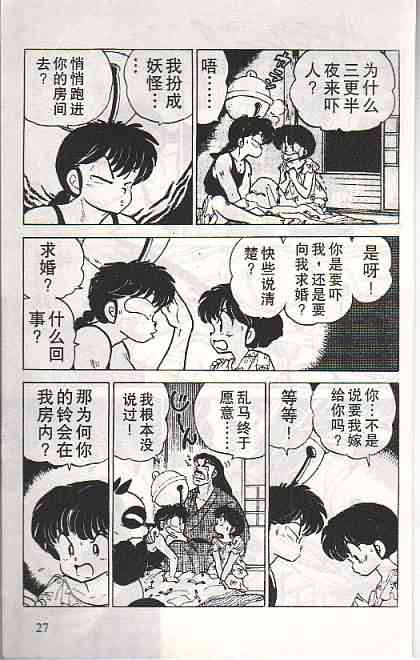 为什么
三更半
夜来吓
人？
唔……
我扮成
妖怪…
悄悄跑进
你的房间
去？
是呀！
你是要吓
我，还是要
向我求婚？
快些说清
楚？
求婚？
什么回
事？
你…不是
说要我嫁
给你吗？
等等！
乱马终于
愿意……
じ〜ん
我根本没
说过！
那为何你
的铃会在
我房内？
27